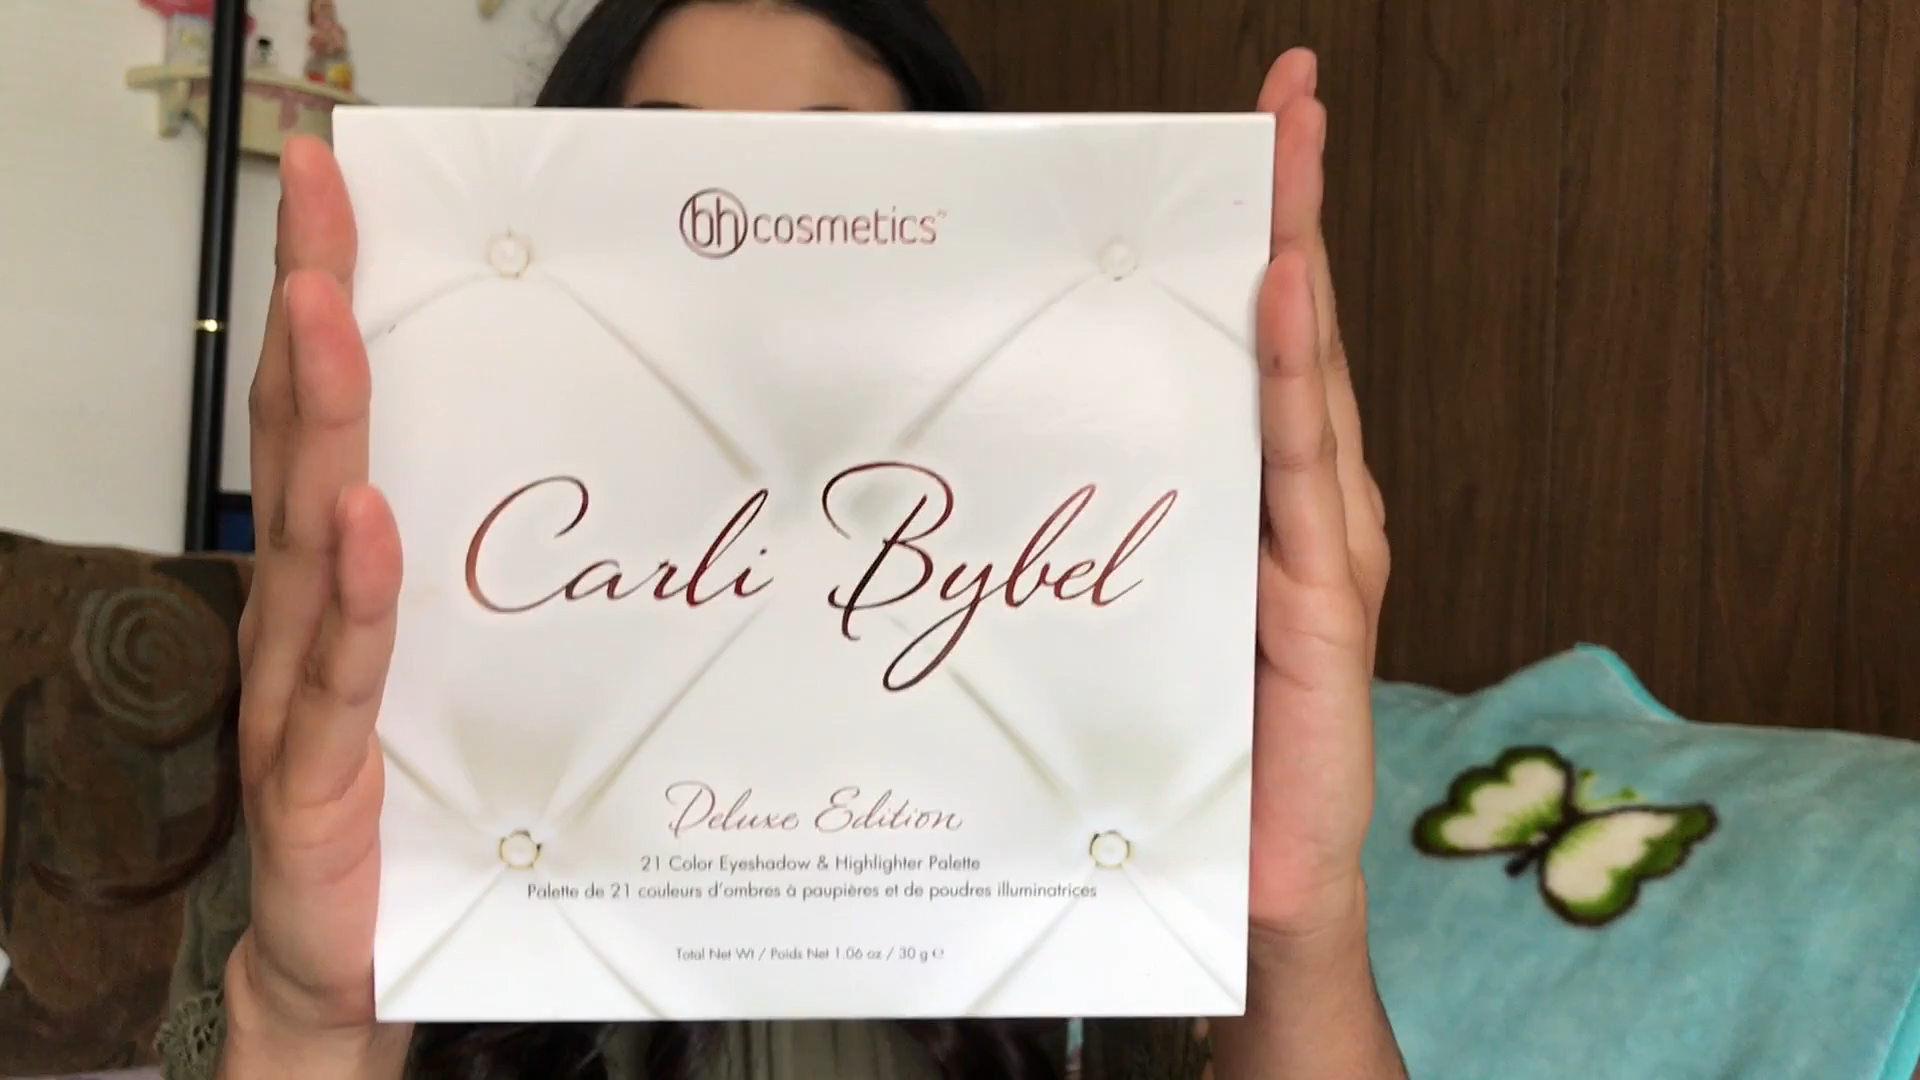 bh cosmetics™
Carli Bybel
Deluxe Edition
21 Color Eyeshadow & Highlighter Palette
Palette de 21 couleurs d'ombres à paupières et de poudres illuminatrices
Total Net Wt / Poids Net 1.06 oz / 30 g ℮